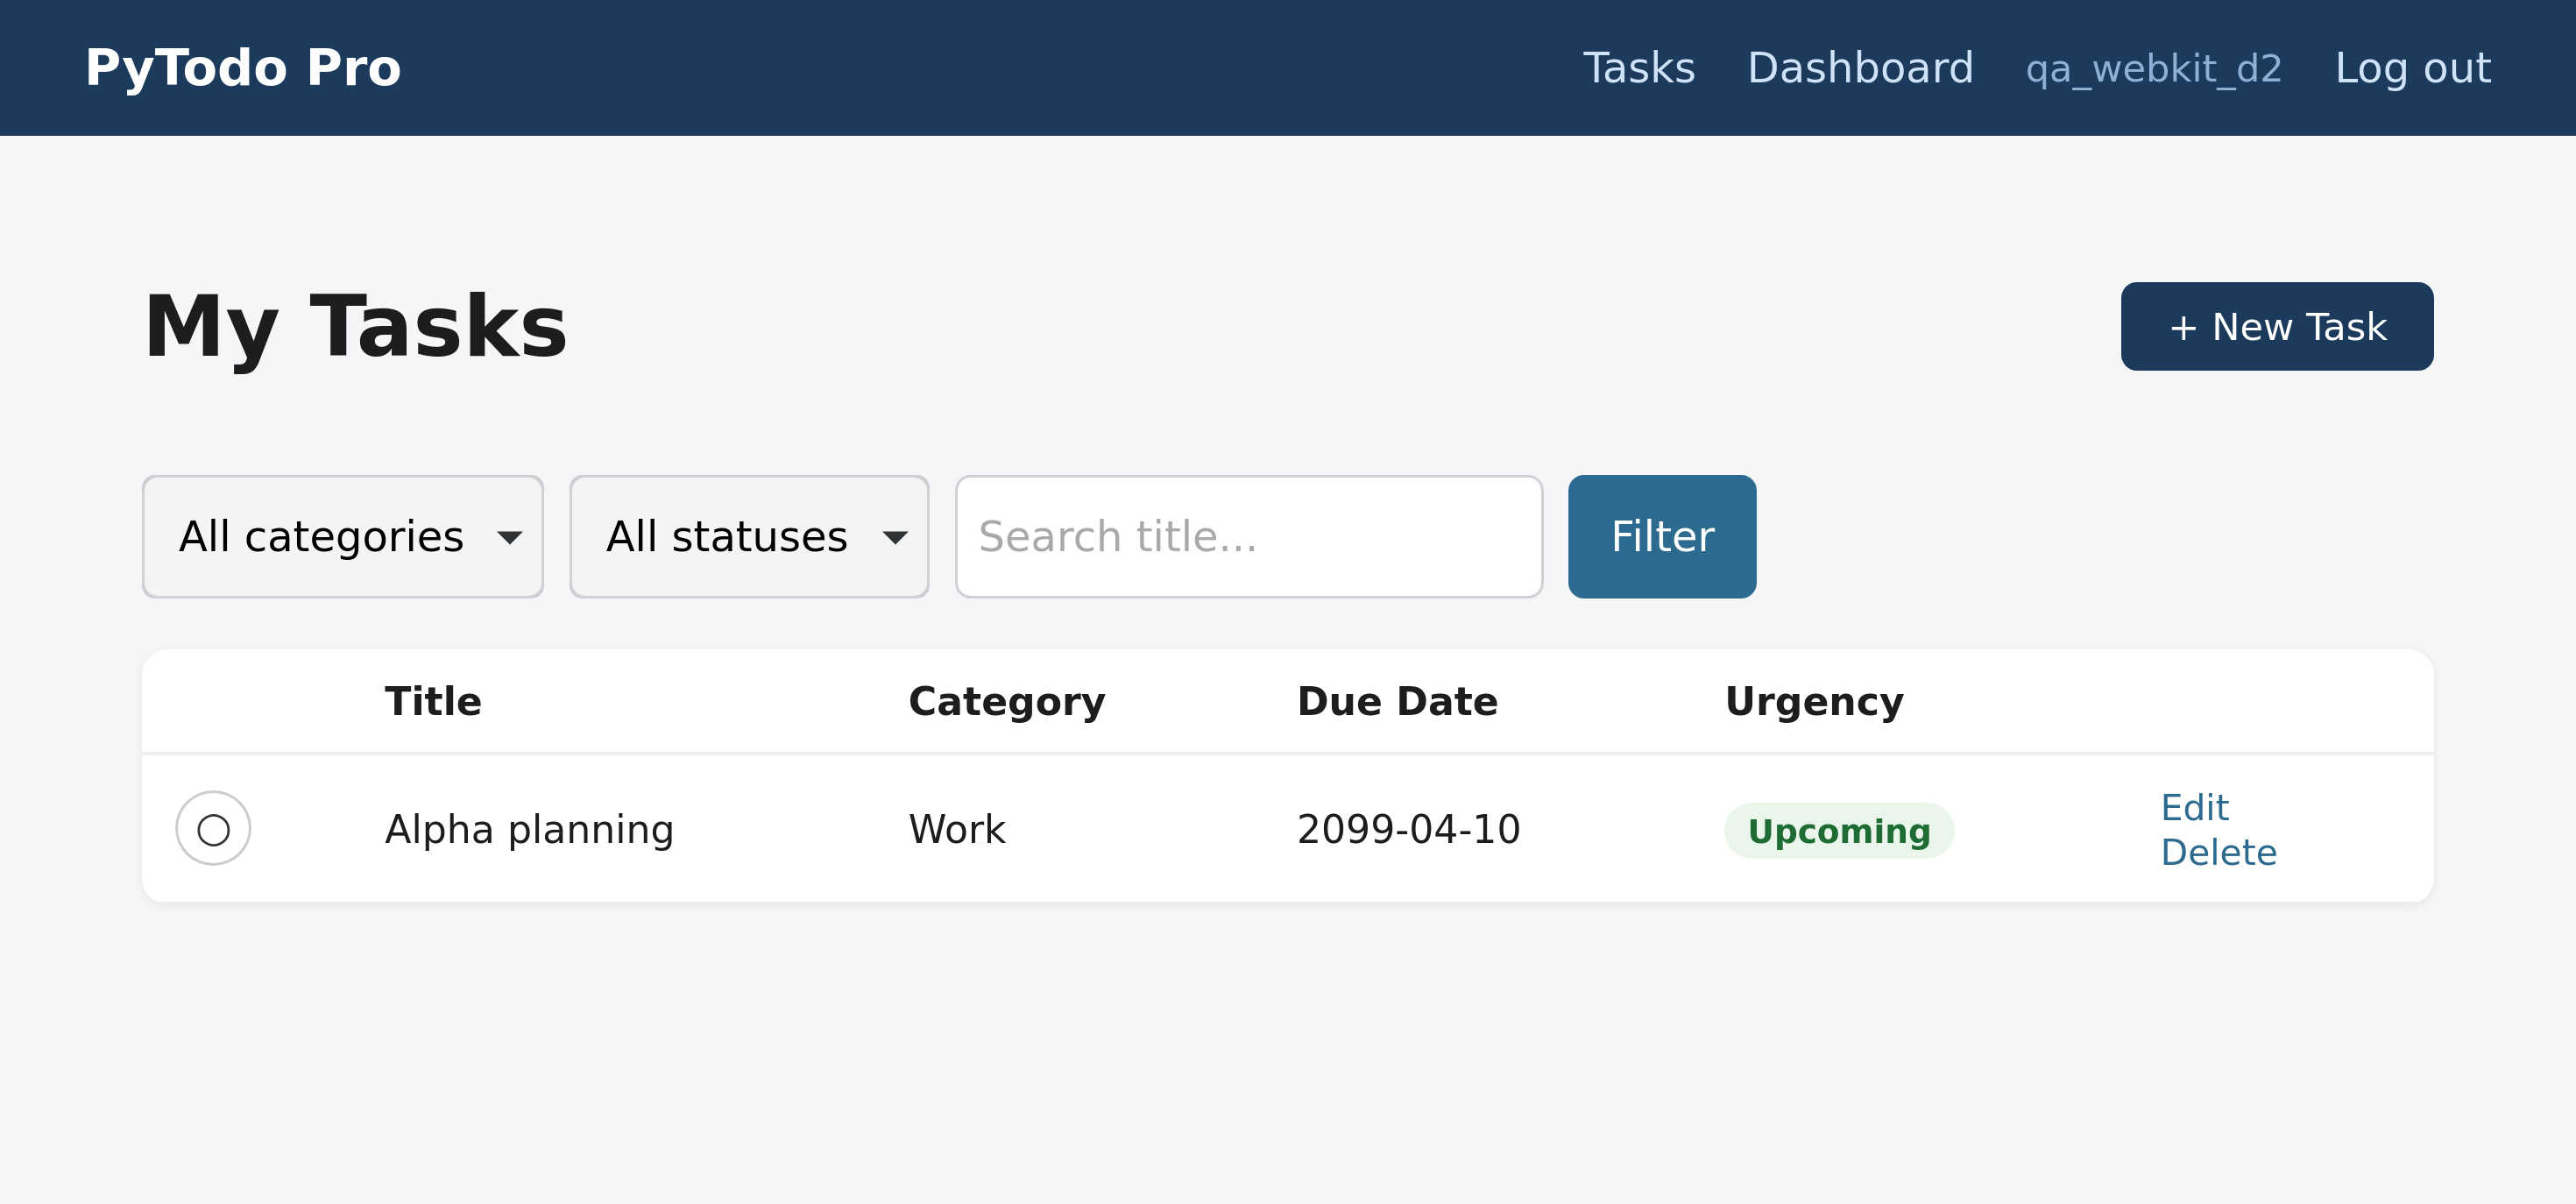 PyTodo Pro Tasks Dashboard qa_webkit_d2 Log out
My Tasks + New Task
All categories All statuses Search title... Filter
Title Category Due Date Urgency
Alpha planning Work 2099-04-10 Upcoming Edit
Delete